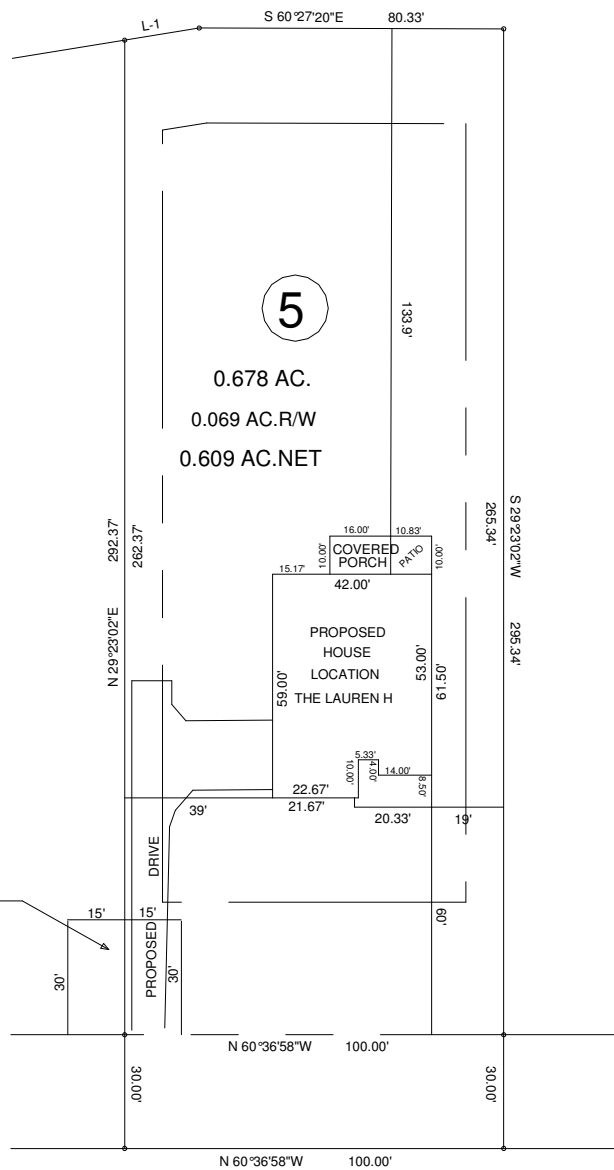 L-1
S 60°27'20"E 80.33'
133.9'
5
0.678 AC.
0.069 AC.R/W
0.609 AC.NET
292.37'
262.37'
N 29°23'02"E
265.34'
S 29°23'02"W
295.34'
16.00'
10.83'
10.00'
COVERED
PORCH
PATIO
10.00'
15.17'
42.00'
PROPOSED
HOUSE
LOCATION
THE LAUREN H
59.00'
53.00'
61.50'
5.33'
10.00'
4.00'
14.00'
8.50'
22.67'
39'
21.67'
20.33'
19'
PROPOSED DRIVE
15'
15'
30'
30'
60'
N 60°36'58"W 100.00'
30.00'
30.00'
N 60°36'58"W 100.00'